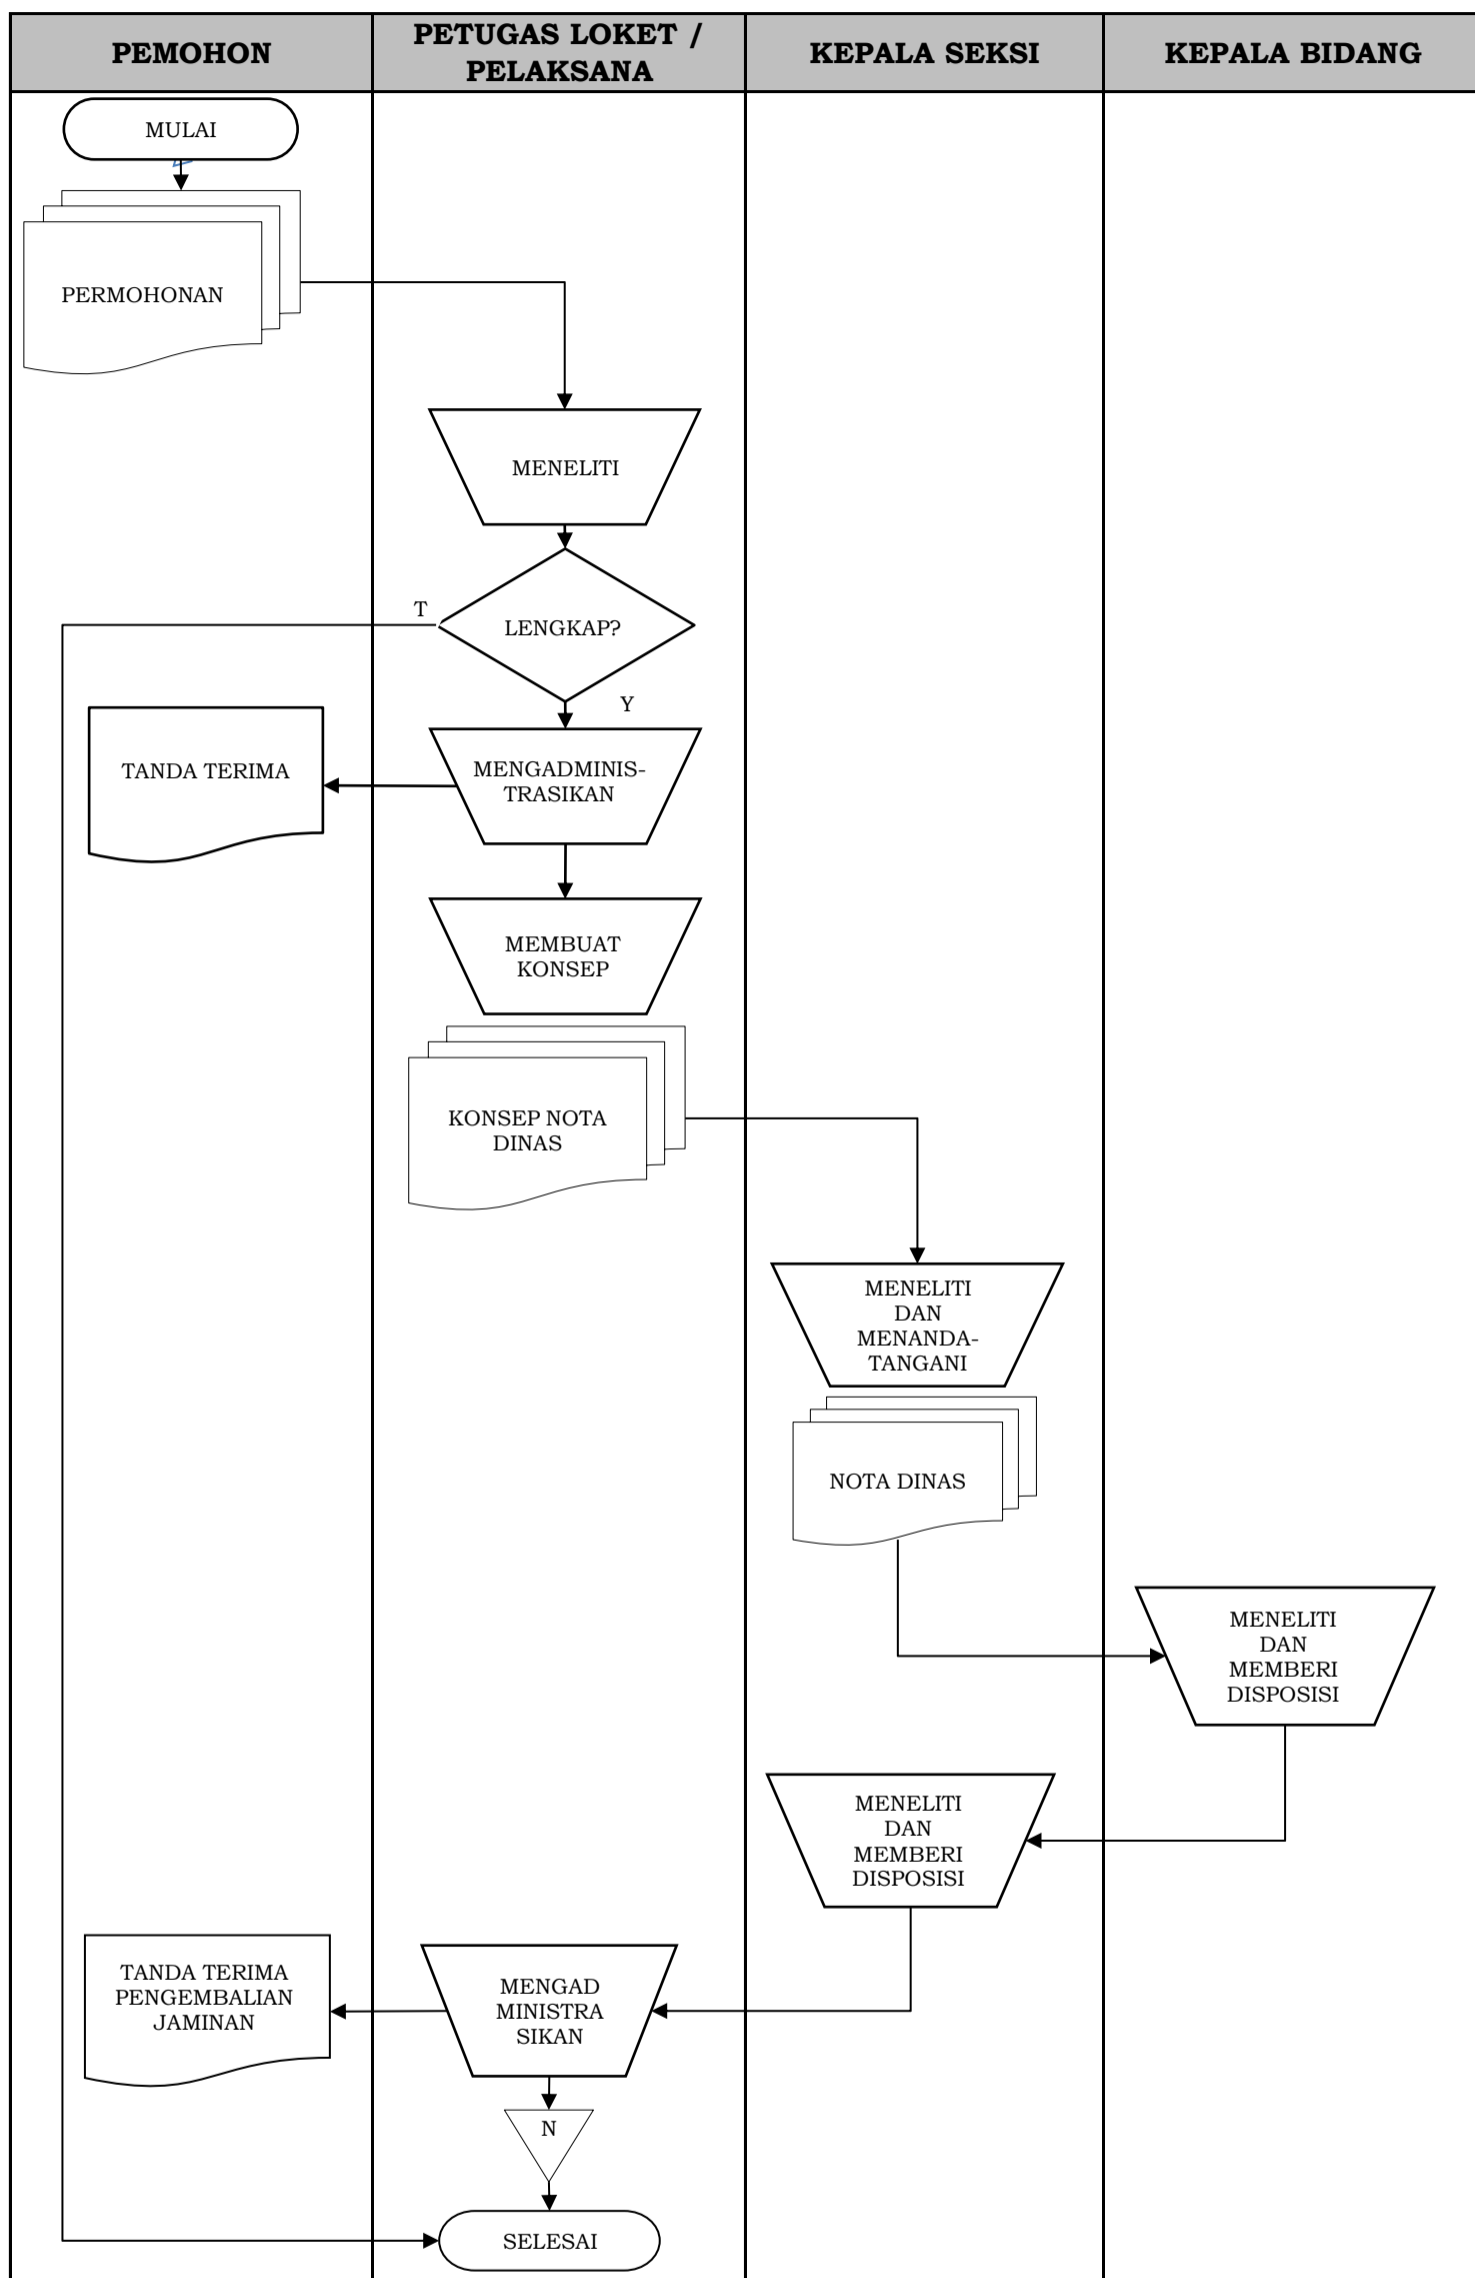 PEMOHON
PETUGAS LOKET /
PELAKSANA
KEPALA SEKSI
KEPALA BIDANG
MULAI
PERMOHONAN
MENELITI
T
LENGKAP?
Y
TANDA TERIMA
MENGADMINIS-
TRASIKAN
MEMBUAT
KONSEP
KONSEP NOTA
DINAS
MENELITI
DAN
MENANDA-
TANGANI
NOTA DINAS
MENELITI
DAN
MEMBERI
DISPOSISI
MENELITI
DAN
MEMBERI
DISPOSISI
TANDA TERIMA
PENGEMBALIAN
JAMINAN
MENGAD
MINISTRA
SIKAN
N
SELESAI